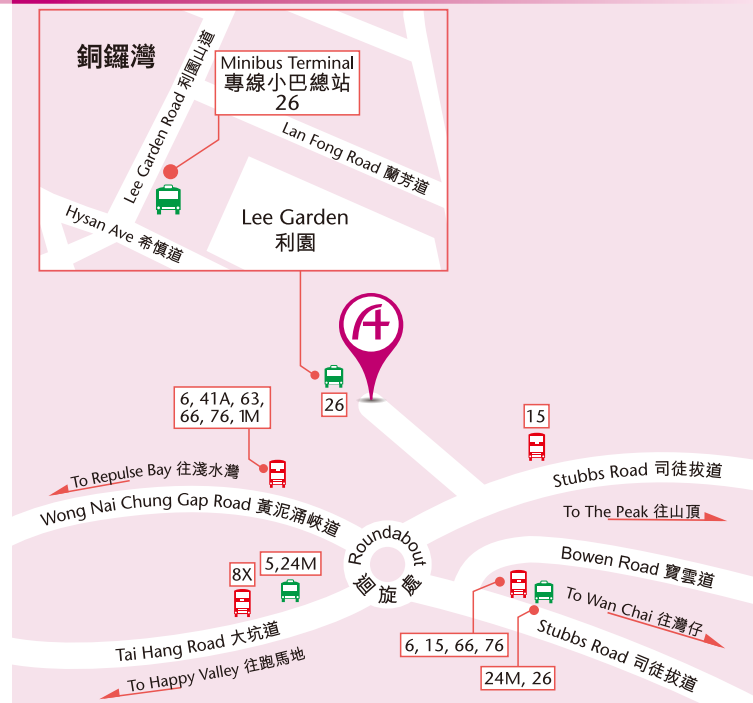 銅鑼灣
Minibus Terminal
專線小巴總站
26
Lee Garden Road 利園山道
Lan Fong Road 蘭芳道
Hysan Ave 希慎道
Lee Garden
利園
26
6, 41A, 63,
66, 76, 1M
15
To Repulse Bay 往淺水灣
Stubbs Road 司徒拔道
Wong Nai Chung Gap Road 黃泥涌峽道
To The Peak 往山頂
Roundabout
迴旋處
Bowen Road 寶雲道
8X
5,24M
To Wan Chai 往灣仔
6, 15, 66, 76
Stubbs Road 司徒拔道
24M, 26
Tai Hang Road 大坑道
To Happy Valley 往跑馬地